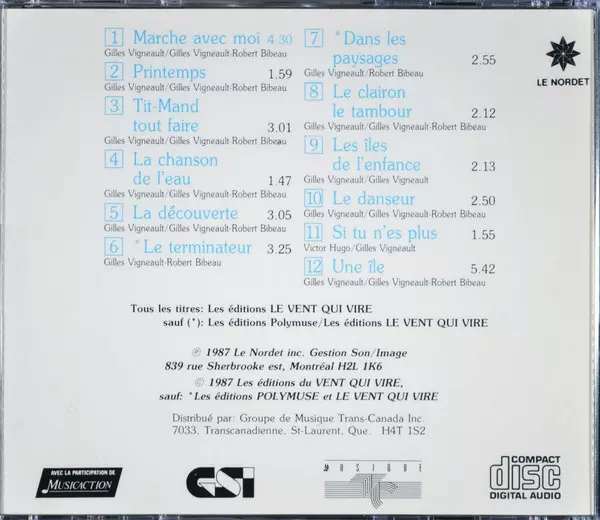 1 Marche avec moi 4.30
Gilles Vigneault/Gilles Vigneault-Robert Bibeau
2 Printemps 1.59
Gilles Vigneault/Gilles Vigneault-Robert Bibeau
3 Tit-Mand
tout faire 3.01
Gilles Vigneault/Gilles Vigneault-Robert Bibeau
4 La chanson
de l'eau 1.47
Gilles Vigneault/Gilles Vigneault-Robert Bibeau
5 La découverte 3.05
Gilles Vigneault/Gilles Vigneault-Robert Bibeau
6 *Le terminateur 3.25
Gilles Vigneault-Robert Bibeau
7 *Dans les
paysages 2.55
Gilles Vigneault/Robert Bibeau
8 Le clairon
le tambour 2.12
Gilles Vigneault/Gilles Vigneault-Robert Bibeau
9 Les îles
de l'enfance 2.13
Gilles Vigneault/Gilles Vigneault
10 Le danseur 2.50
Gilles Vigneault/Gilles Vigneault-Robert Bibeau
11 Si tu n'es plus 1.55
Victor Hugo/Gilles Vigneault
12 Une île 5.42
Gilles Vigneault/Gilles Vigneault-Robert Bibeau
LE NORDET
Tous les titres: Les éditions LE VENT QUI VIRE
sauf (*): Les éditions Polymuse/Les éditions LE VENT QUI VIRE
℗ 1987 Le Nordet inc. Gestion Son/Image
839 rue Sherbrooke est, Montréal H2L 1K6
© 1987 Les éditions du VENT QUI VIRE,
sauf: *Les éditions POLYMUSE et LE VENT QUI VIRE
Distribué par: Groupe de Musique Trans-Canada Inc.
7033, Transcanadienne, St-Laurent, Que. H4T 1S2
AVEC LA PARTICIPATION DE
MUSICACTION
GSI
MUSIQUE
COMPACT
disc
DIGITAL AUDIO